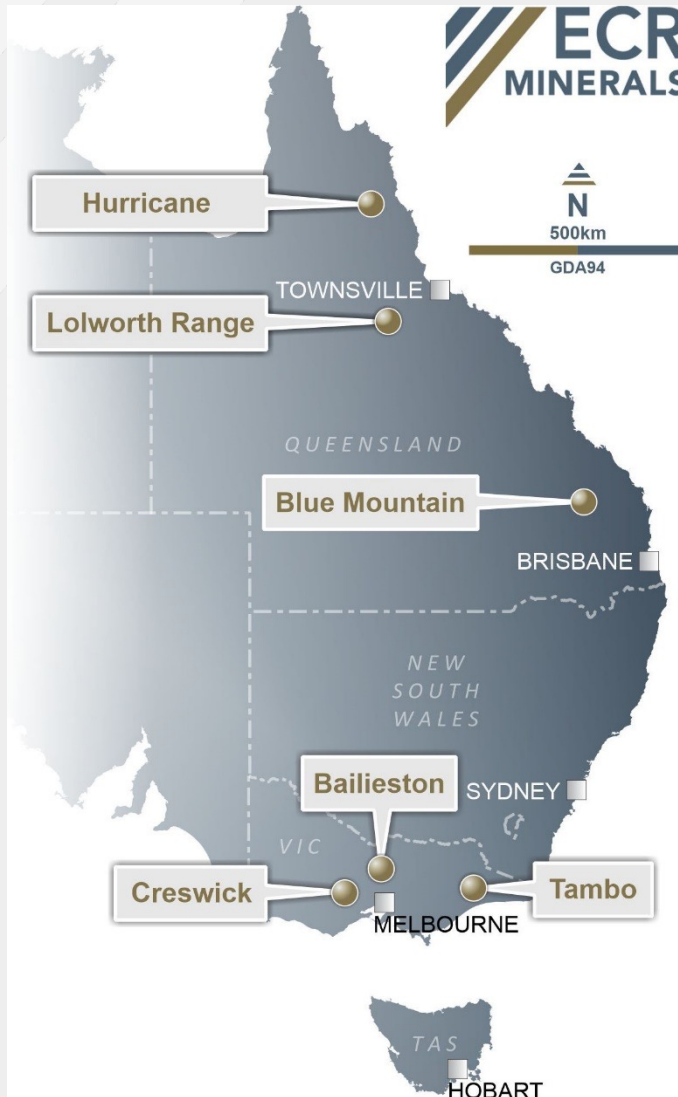 ECR
MINERALS
N
500km
GDA94
Hurricane
TOWNSVILLE
Lolworth Range
QUEENSLAND
Blue Mountain
BRISBANE
NEW
SOUTH
WALES
Bailieston
SYDNEY
VIC
Creswick
Tambo
MELBOURNE
TAS
HOBART